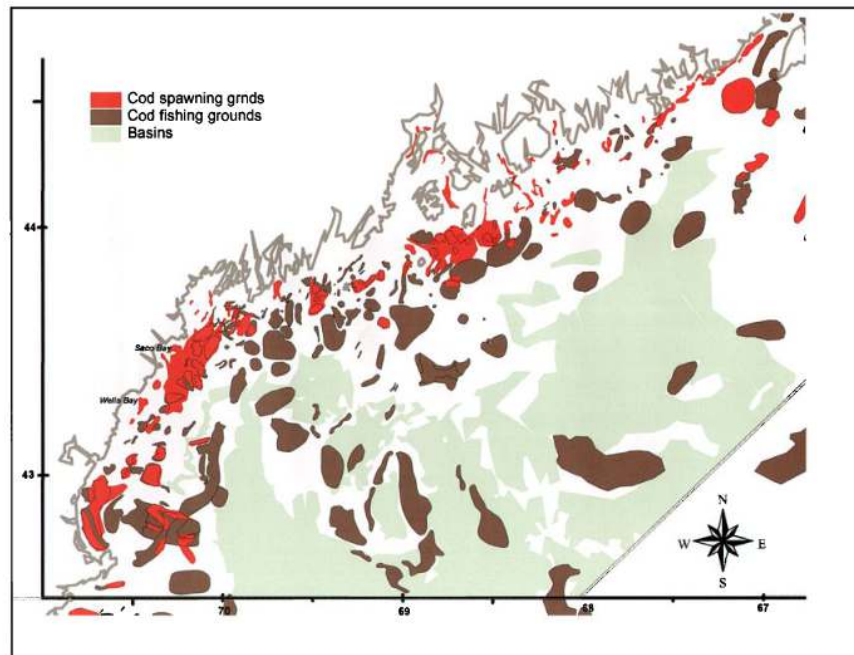 Cod spawning grnds
Cod fishing grounds
Basins
44
Saco Bay
Wells Bay
43
N
W E
S
70
69
68
67